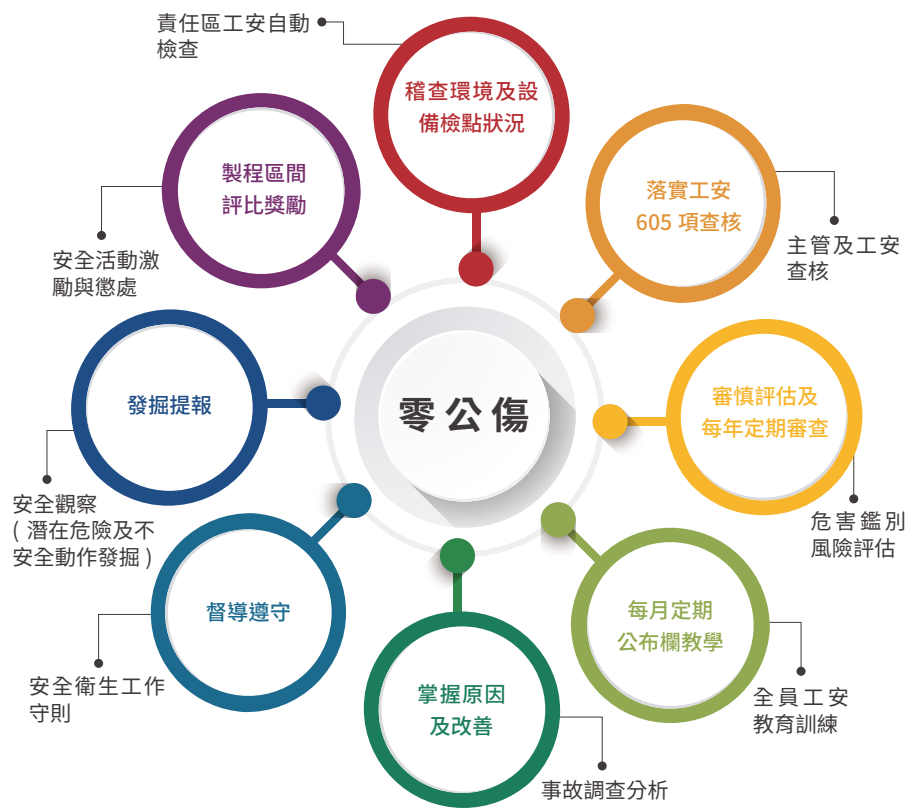 責任區工安自動
檢查
稽查環境及設
備檢點狀況
製程區間
評比獎勵
落實工安
605 項查核
安全活動激
勵與懲處
主管及工安
查核
發掘提報
零公傷
審慎評估及
每年定期審查
安全觀察
( 潛在危險及不
安全動作發掘 )
危害鑑別
風險評估
督導遵守
每月定期
公布欄教學
安全衛生工作
守則
掌握原因
及改善
全員工安
教育訓練
事故調查分析